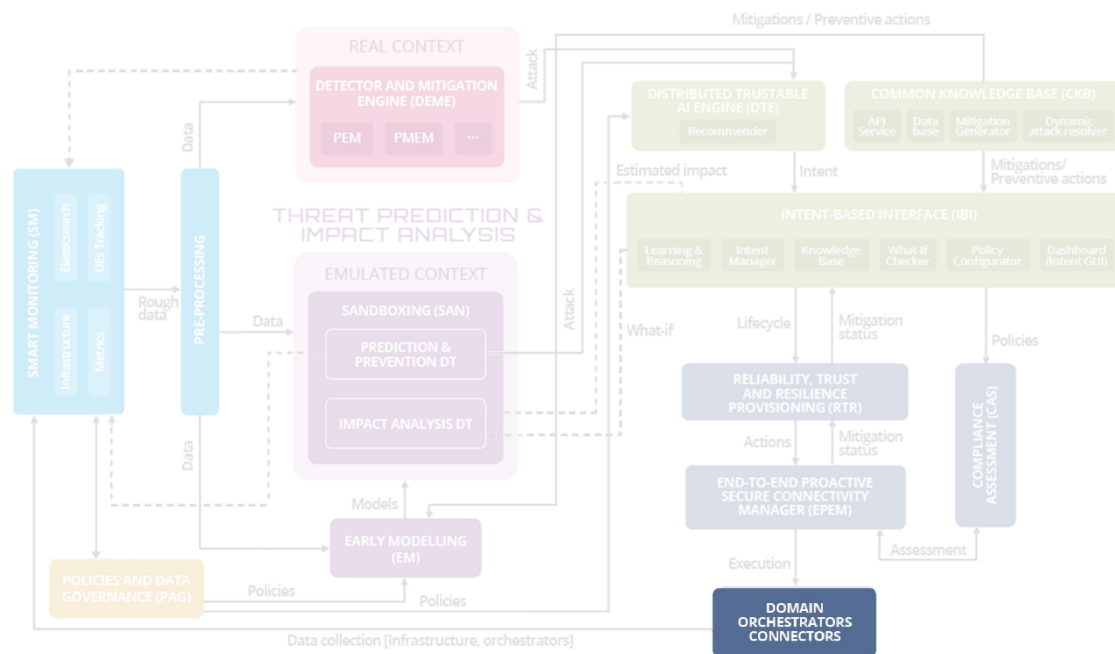 Mitigations / Preventive actions
REAL CONTEXT
Attack
DETECTOR AND MITIGATION
ENGINE (DEME)
PEM
PMEM
...
Data
DISTRIBUTED TRUSTABLE
AI ENGINE (DTE)
Recommender
COMMON KNOWLEDGE BASE (CKB)
API
Service
Data
base
Mitigation
Generator
Dynamic
attack resolver
Estimated impact
Intent
Mitigations/
Preventive actions
SMART MONITORING (SM)
Elasticsearch
UEs Tracking
Infrastructure
Metrics
Rough
data
PRE-PROCESSING
THREAT PREDICTION &
IMPACT ANALYSIS
INTENT-BASED INTERFACE (IBI)
Learning &
Reasoning
Intent
Manager
Knowledge
Base
What-If
Checker
Policy
Configurator
Dashboard
(Intent GUI)
EMULATED CONTEXT
SANDBOXING (SAN)
Data
PREDICTION &
PREVENTION DT
IMPACT ANALYSIS DT
Attack
What-if
Lifecycle
Mitigation
status
Policies
RELIABILITY, TRUST
AND RESILIENCE
PROVISIONING (RTR)
COMPLIANCE
ASSESSMENT (CAS)
Actions
Mitigation
status
Data
END-TO-END PROACTIVE
SECURE CONNECTIVITY
MANAGER (EPEM)
Models
EARLY MODELLING
(EM)
Assessment
Execution
POLICIES AND DATA
GOVERNANCE (PAG)
Policies
Policies
DOMAIN
ORCHESTRATORS
CONNECTORS
Data collection [Infrastructure, orchestrators]